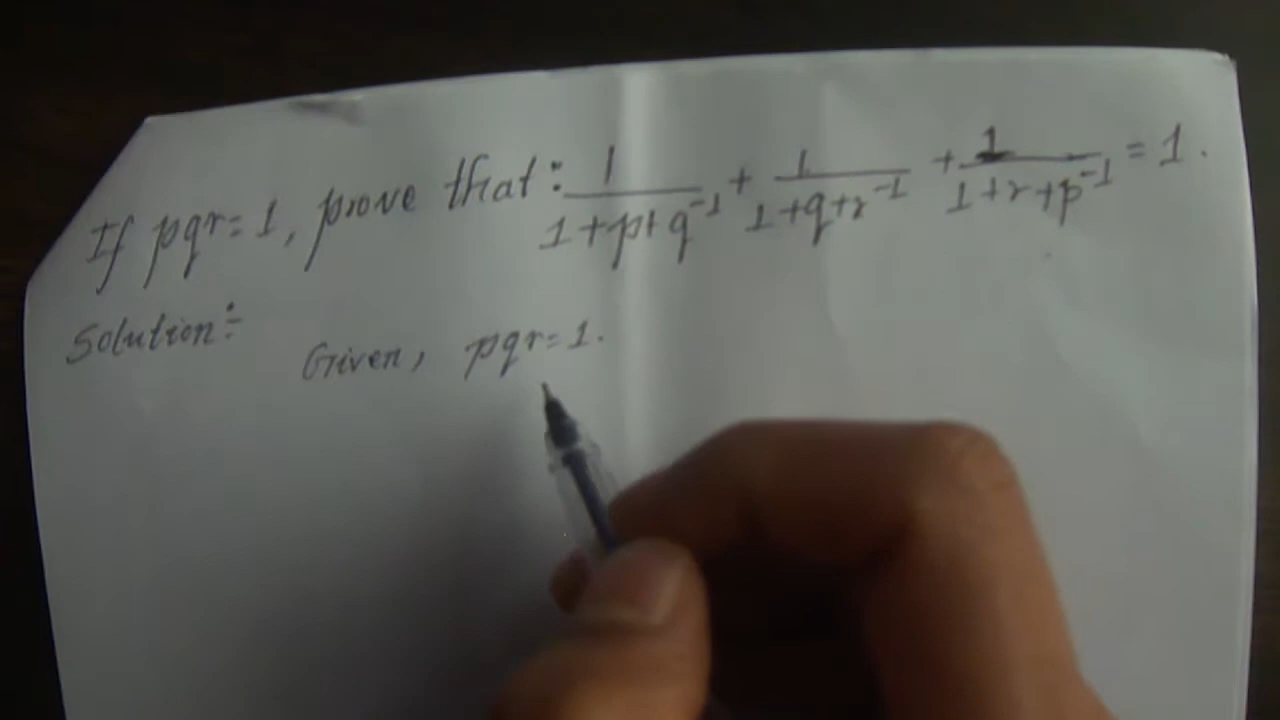 If pqr=1, prove that: 1/(1+p+q⁻¹) + 1/(1+q+r⁻¹) + 1/(1+r+p⁻¹) = 1.
Solution:-
Given, pqr=1.